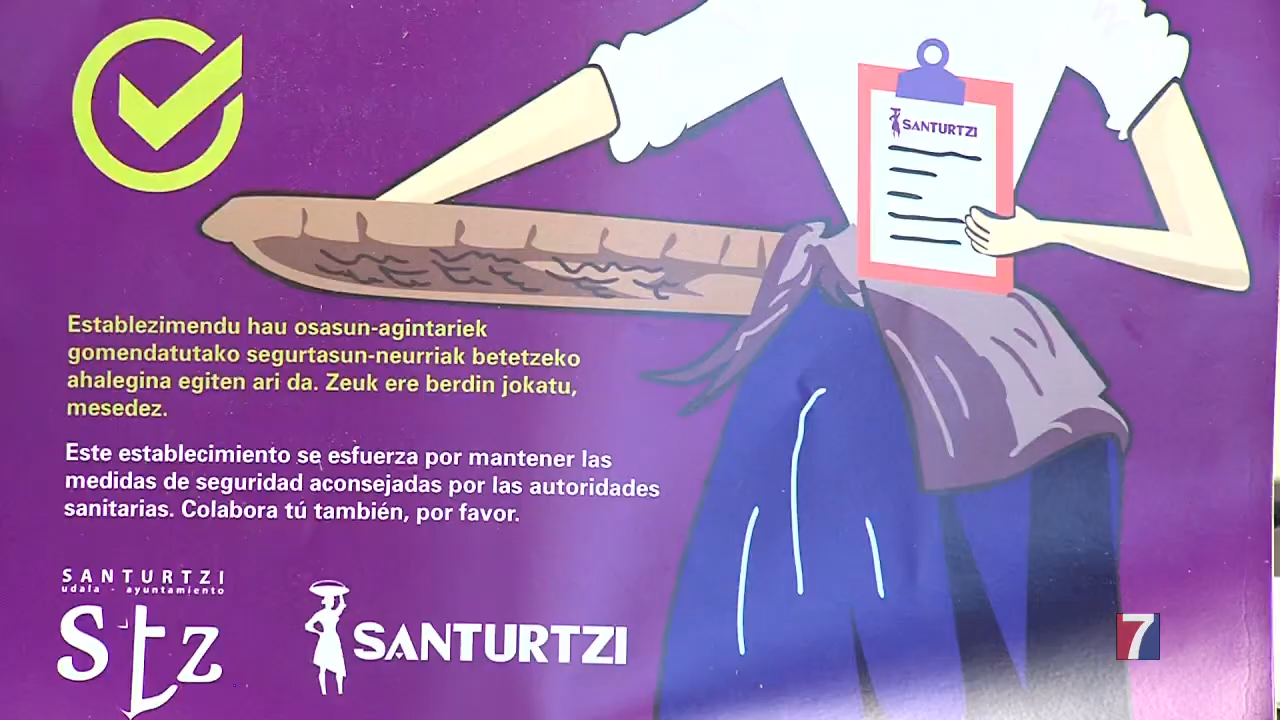 SANTURTZI
Establezimendu hau osasun-agintariek
gomendatutako segurtasun-neurriak betetzeko
ahalegina egiten ari da. Zeuk ere berdin jokatu,
mesedez.
Este establecimiento se esfuerza por mantener las
medidas de seguridad aconsejadas por las autoridades
sanitarias. Colabora tú también, por favor.
SANTURTZI
udala - ayuntamiento
Stz
SANTURTZI
7